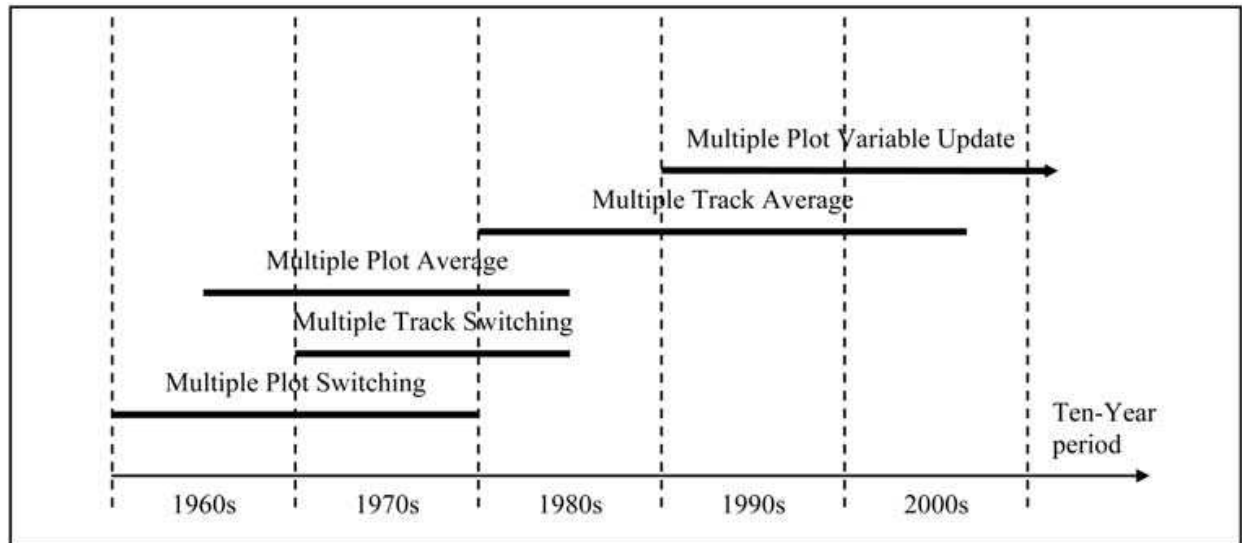 Multiple Plot Variable Update
Multiple Track Average
Multiple Plot Average
Multiple Track Switching
Multiple Plot Switching
Ten-Year
period
1960s 1970s 1980s 1990s 2000s